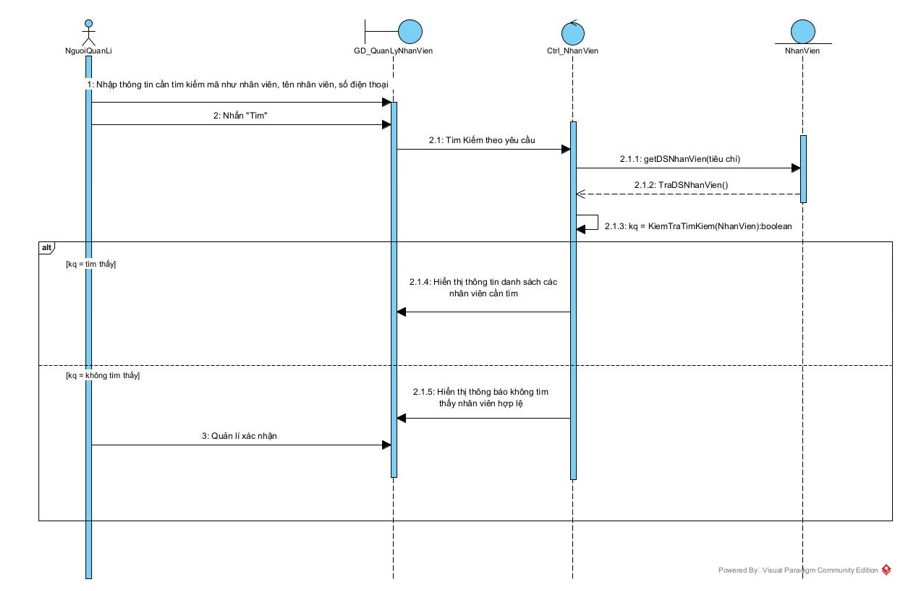 NguoiQuanLi
GD_QuanLyNhanVien
Ctrl_NhanVien
NhanVien
1: Nhập thông tin cần tìm kiếm mã như nhân viên, tên nhân viên, số điện thoại
2: Nhấn "Tìm"
2.1: Tìm Kiếm theo yêu cầu
2.1.1: getDSNhanVien(tiêu chí)
2.1.2: TraDSNhanVien()
2.1.3: kq = KiemTraTimKiem(NhanVien):boolean
alt
[kq = tìm thấy]
2.1.4: Hiển thị thông tin danh sách các
nhân viên cần tìm
[kq = không tìm thấy]
2.1.5: Hiển thị thông báo không tìm
thấy nhân viên hợp lệ
3: Quản lí xác nhận
Powered By Visual Paradigm Community Edition